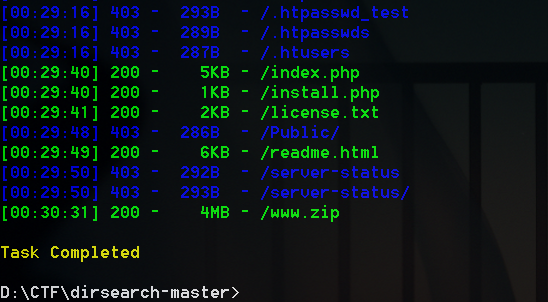 [00:29:16] 403 -   293B  - /.htpasswd_test
[00:29:16] 403 -   289B  - /.htpasswds
[00:29:16] 403 -   287B  - /.htusers
[00:29:40] 200 -     5KB - /index.php
[00:29:40] 200 -     1KB - /install.php
[00:29:41] 200 -     2KB - /license.txt
[00:29:48] 403 -   286B  - /Public/
[00:29:49] 200 -     6KB - /readme.html
[00:29:50] 403 -   292B  - /server-status
[00:29:50] 403 -   293B  - /server-status/
[00:30:31] 200 -     4MB - /www.zip
Task Completed
D:\CTF\dirsearch-master>